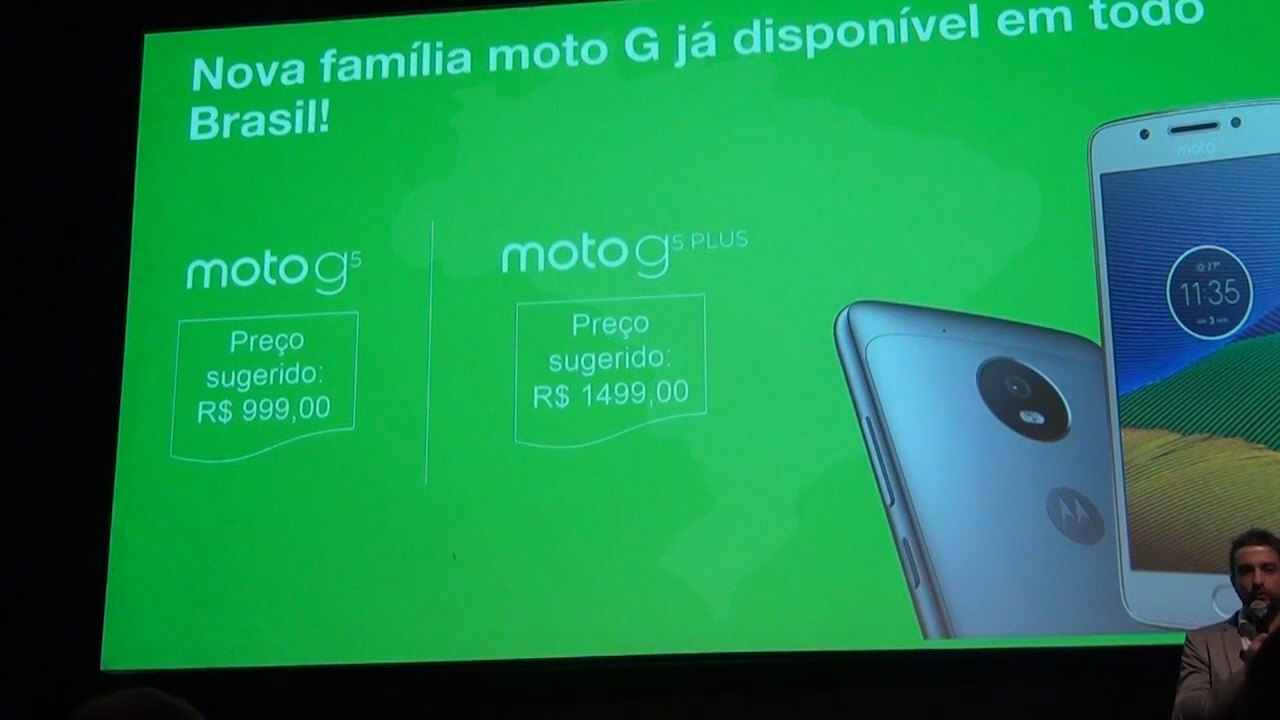 Nova família moto G já disponível em todo
Brasil!
moto g5
Preço
sugerido:
R$ 999,00
moto g5 PLUS
Preço
sugerido:
R$ 1499,00
moto
27°
11:35